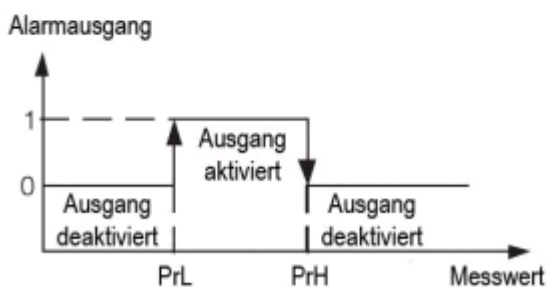 Alarmausgang
1
Ausgang
aktiviert
0
Ausgang
deaktiviert
Ausgang
deaktiviert
PrL
PrH
Messwert